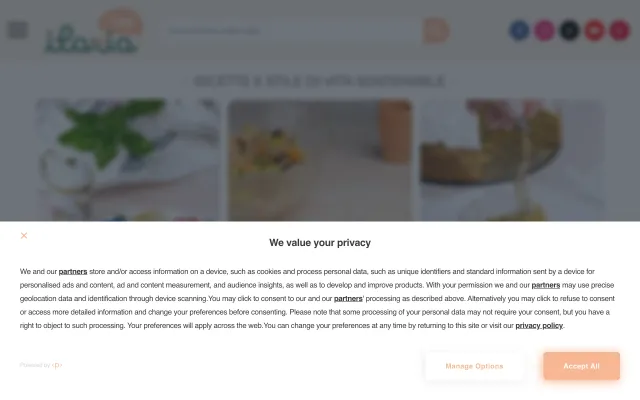 ilaria
RICETTE E STILE DI VITA SOSTENIBILE
We value your privacy
We and our partners store and/or access information on a device, such as cookies and process personal data, such as unique identifiers and standard information sent by a device for
personalised ads and content, ad and content measurement, and audience insights, as well as to develop and improve products. With your permission we and our partners may use precise
geolocation data and identification through device scanning.You may click to consent to our and our partners' processing as described above. Alternatively you may click to refuse to consent
or access more detailed information and change your preferences before consenting. Please note that some processing of your personal data may not require your consent, but you have a
right to object to such processing. Your preferences will apply across the web.You can change your preferences at any time by returning to this site or visit our privacy policy.
Powered by
Manage Options
Accept All